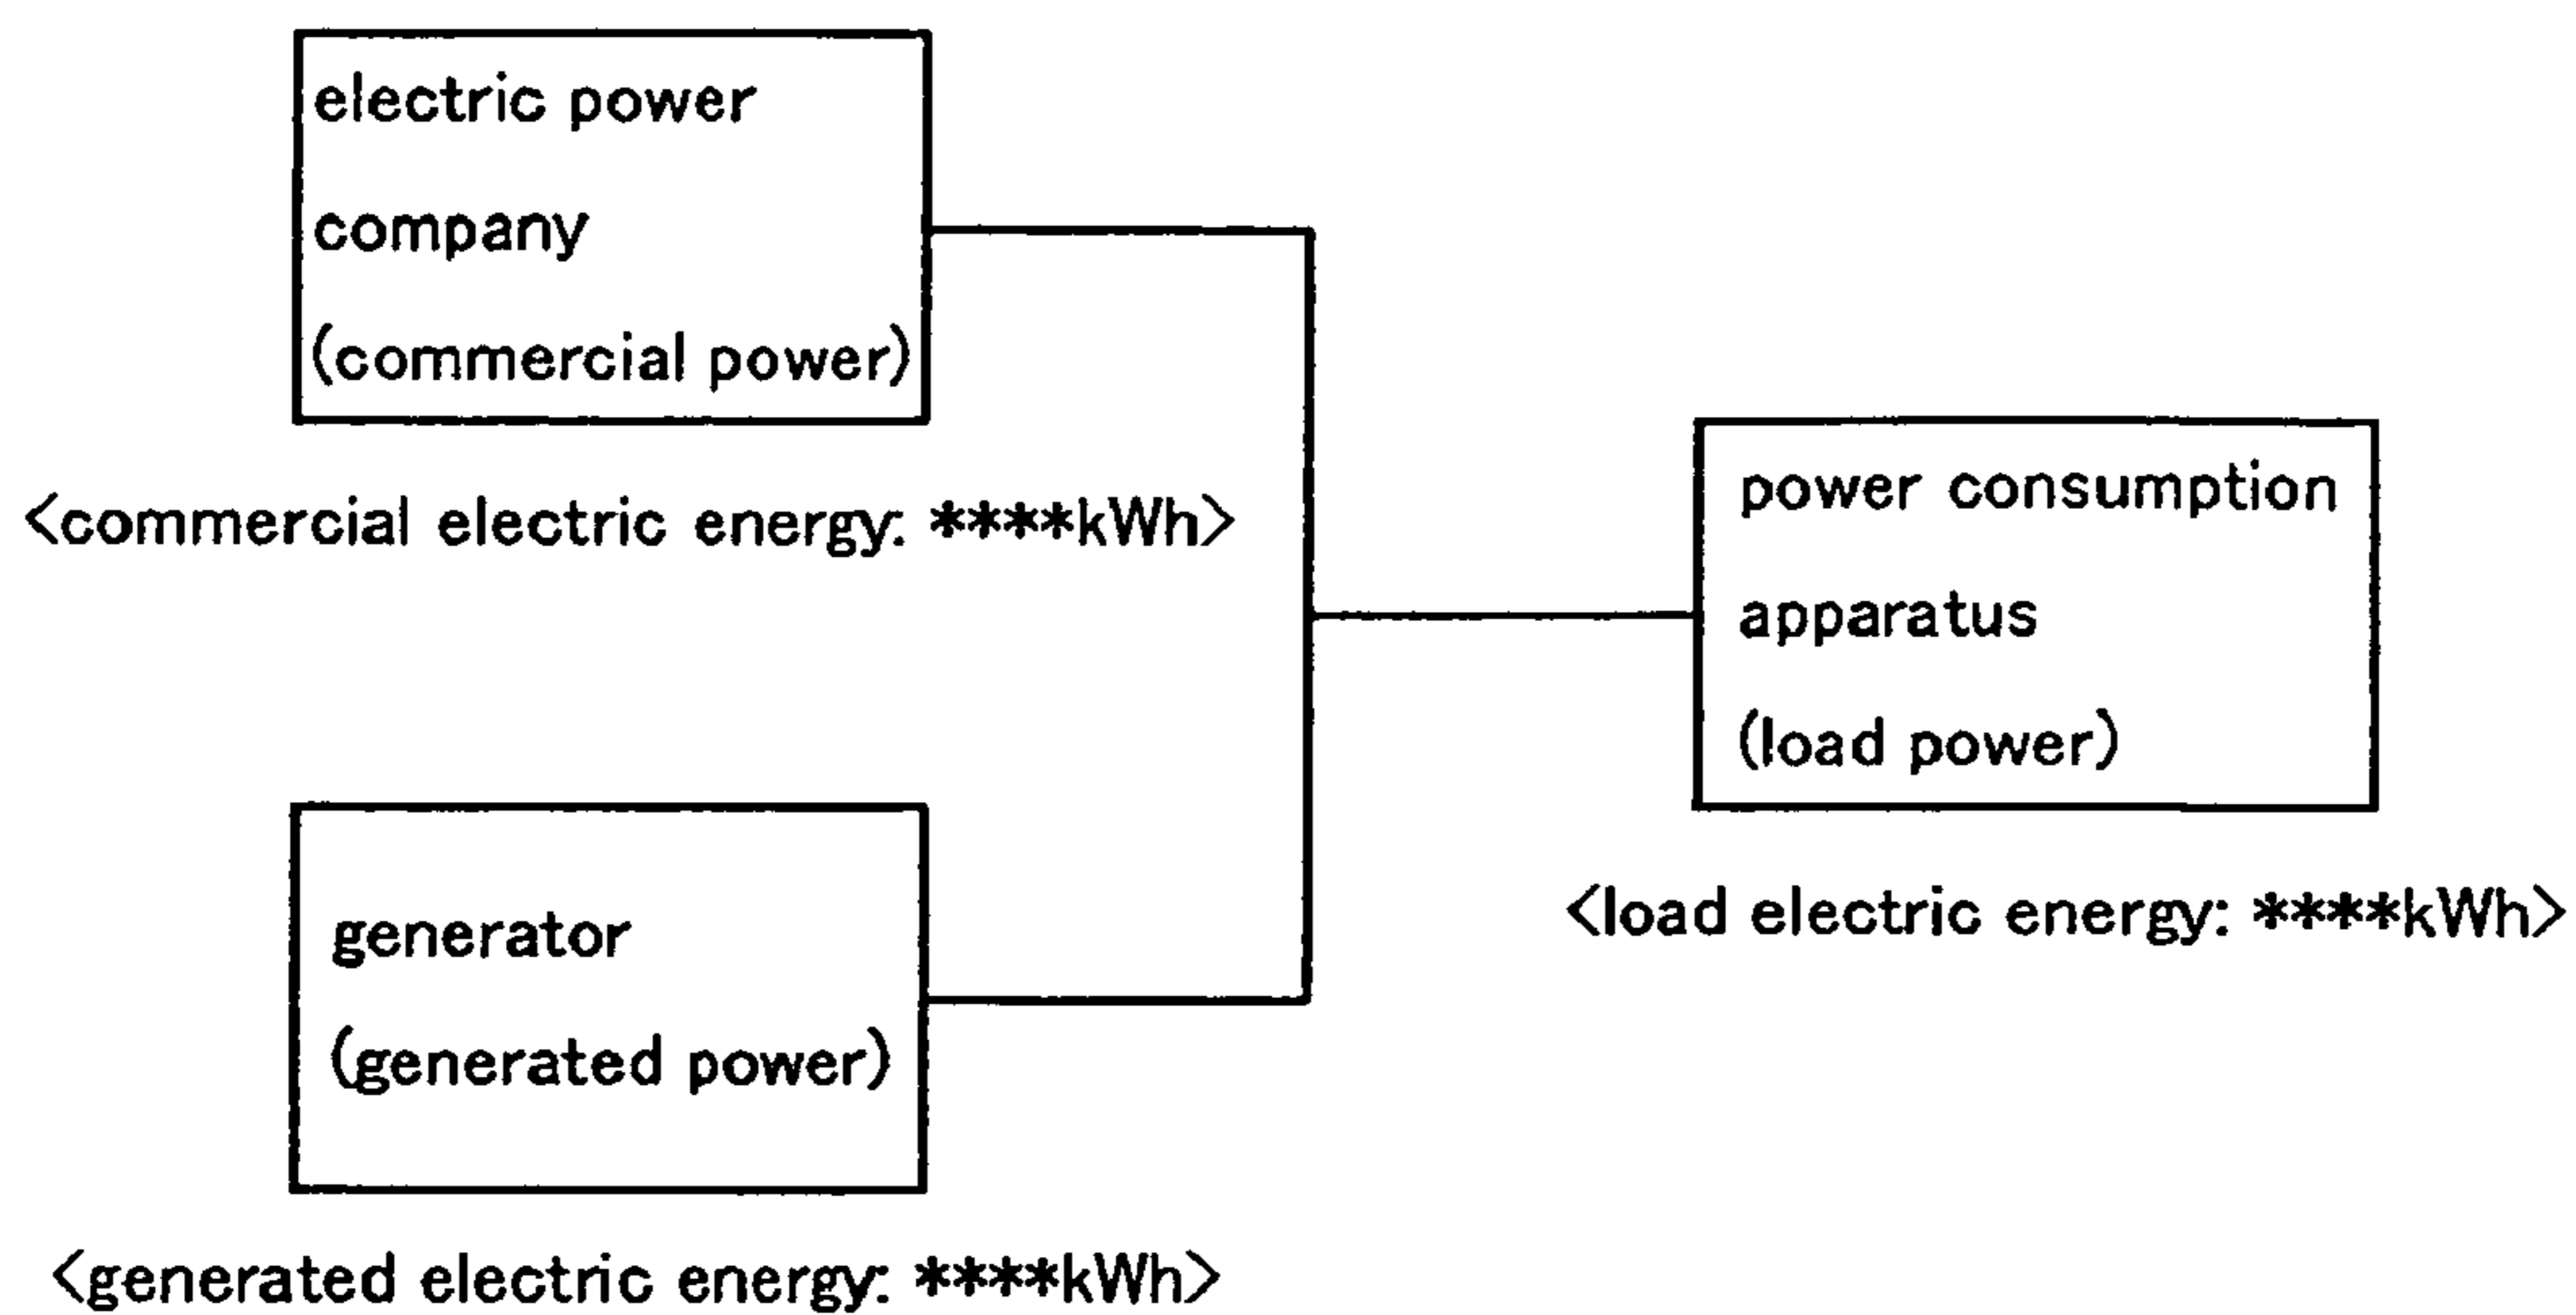 electric power
company
(commercial power)
<commercial electric energy: ****kWh>
power consumption
apparatus
(load power)
<load electric energy: ****kWh>
generator
(generated power)
<generated electric energy: ****kWh>